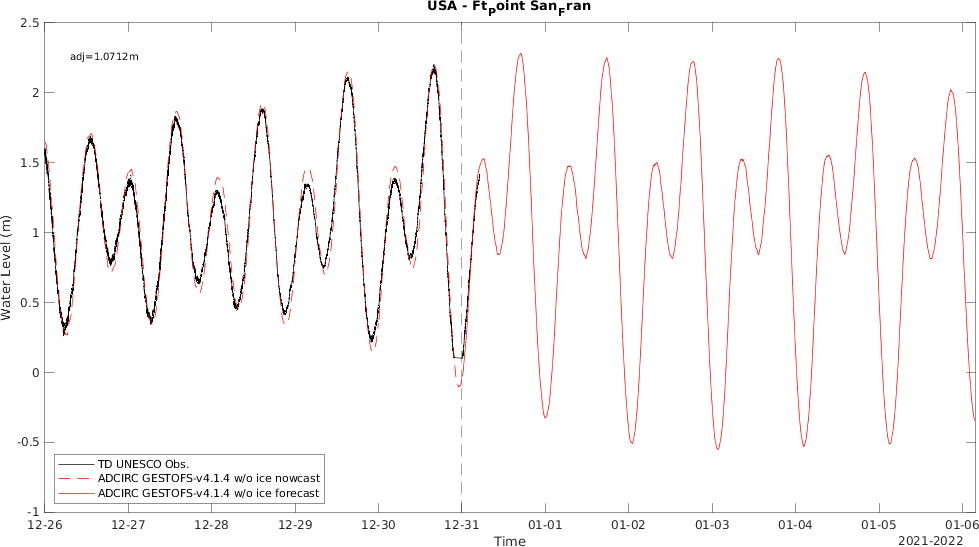 USA - Ft_Point San_Fran
2.5
adj=1.0712m
2
1.5
1
0.5
0
-0.5
-1
Water Level (m)
TD UNESCO Obs.
ADCIRC GESTOFS-v4.1.4 w/o ice nowcast
ADCIRC GESTOFS-v4.1.4 w/o ice forecast
12-26 12-27 12-28 12-29 12-30 12-31 01-01 01-02 01-03 01-04 01-05 01-06
Time
2021-2022